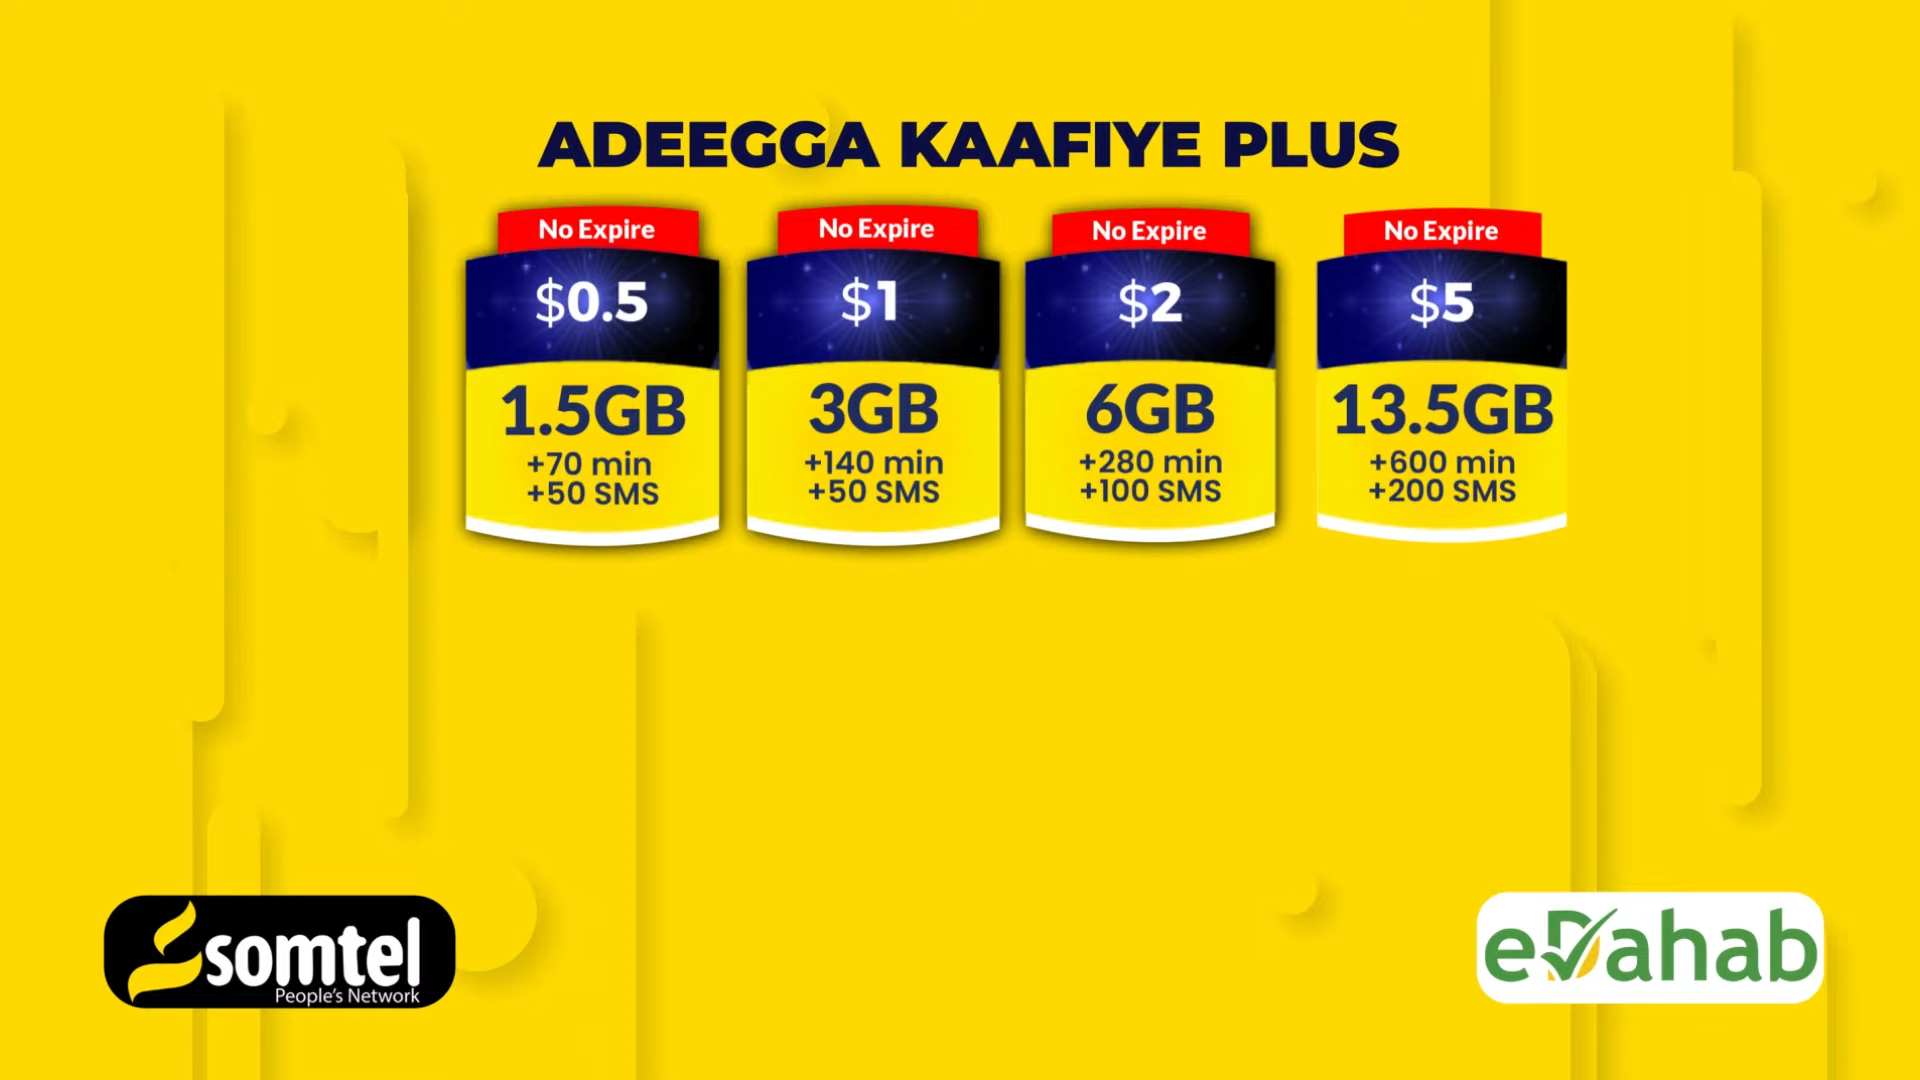 ADEEGGA KAAFIYE PLUS
No Expire
$0.5
1.5GB
+70 min
+50 SMS
No Expire
$1
3GB
+140 min
+50 SMS
No Expire
$2
6GB
+280 min
+100 SMS
No Expire
$5
13.5GB
+600 min
+200 SMS
somtel
People's Network
eDahab